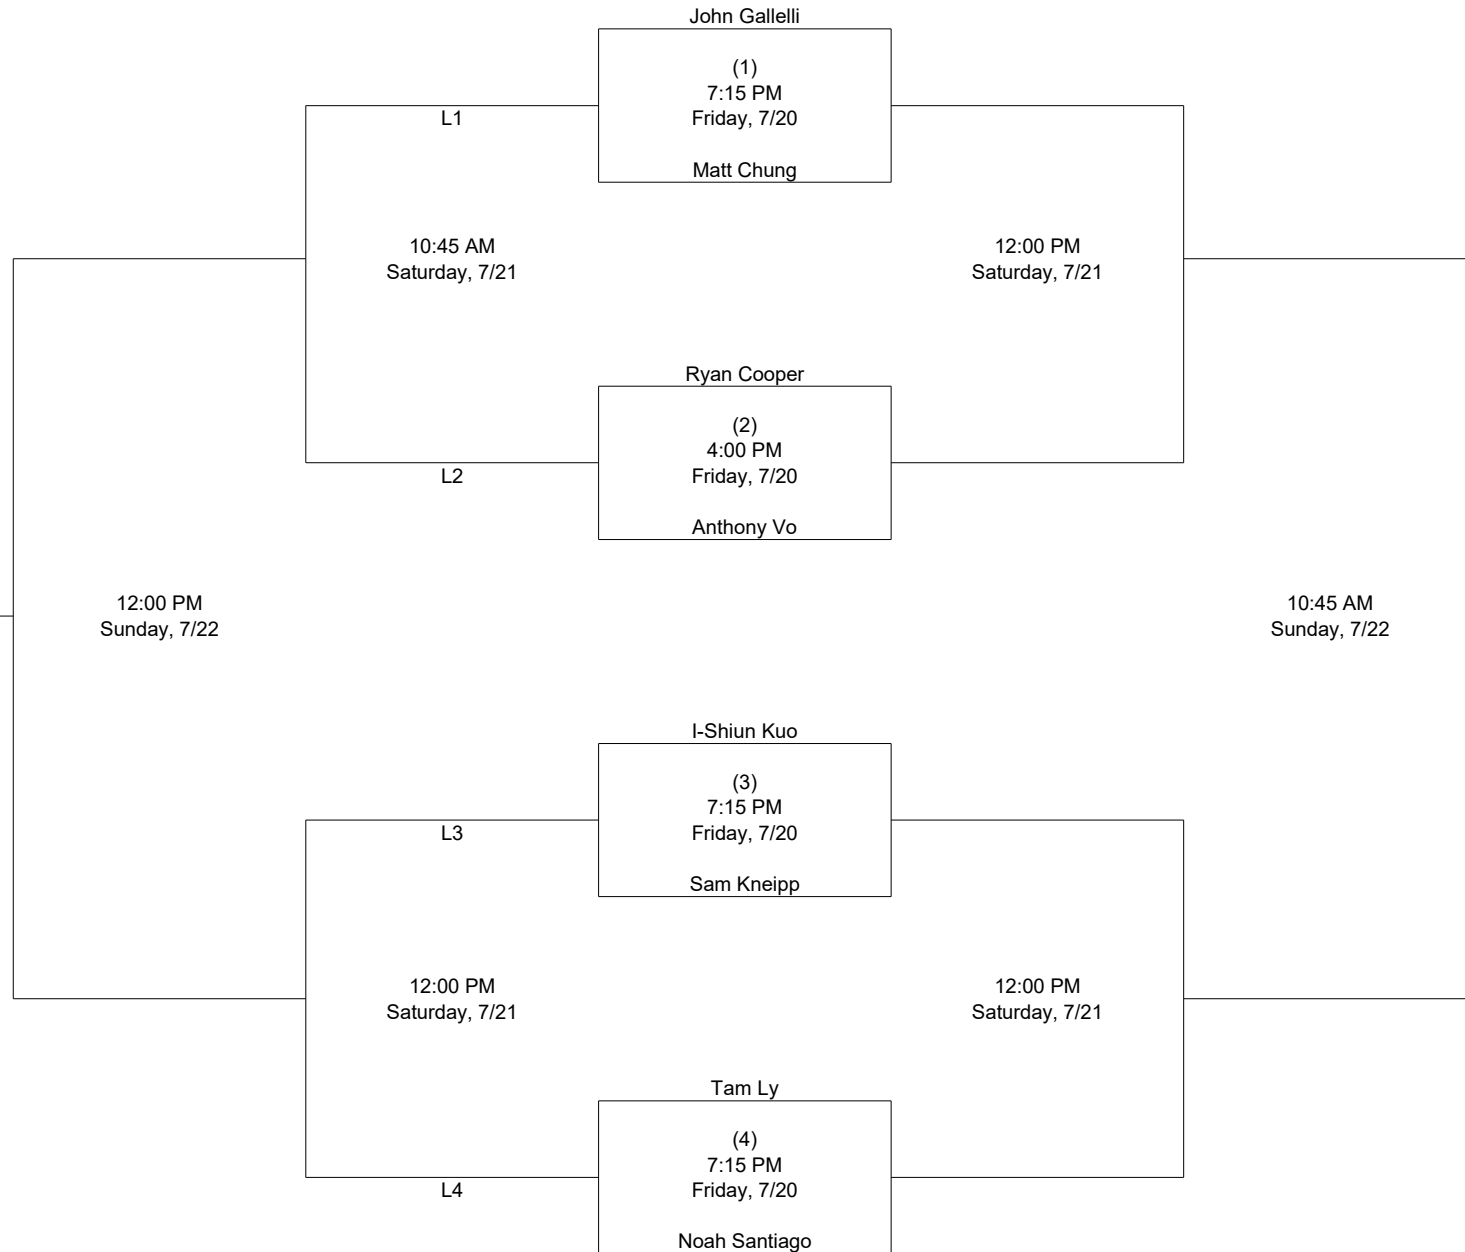 John Gallelli
(1)
7:15 PM
Friday, 7/20
L1
Matt Chung
10:45 AM
Saturday, 7/21
12:00 PM
Saturday, 7/21
Ryan Cooper
(2)
4:00 PM
Friday, 7/20
L2
Anthony Vo
12:00 PM
Sunday, 7/22
10:45 AM
Sunday, 7/22
I-Shiun Kuo
(3)
7:15 PM
Friday, 7/20
L3
Sam Kneipp
12:00 PM
Saturday, 7/21
12:00 PM
Saturday, 7/21
Tam Ly
(4)
7:15 PM
Friday, 7/20
L4
Noah Santiago